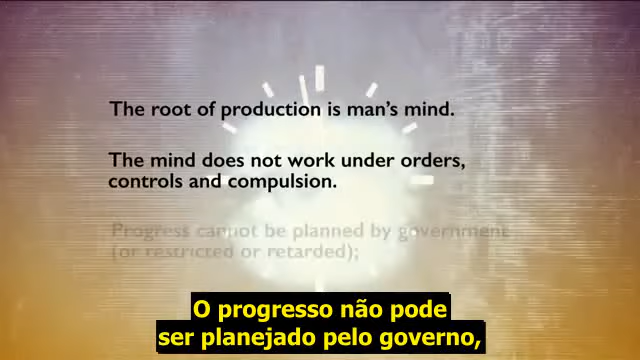 The root of production is man's mind.
The mind does not work under orders,
controls and compulsion.
Progress cannot be planned by government
(or restricted or retarded);
O progresso não pode
ser planejado pelo governo,